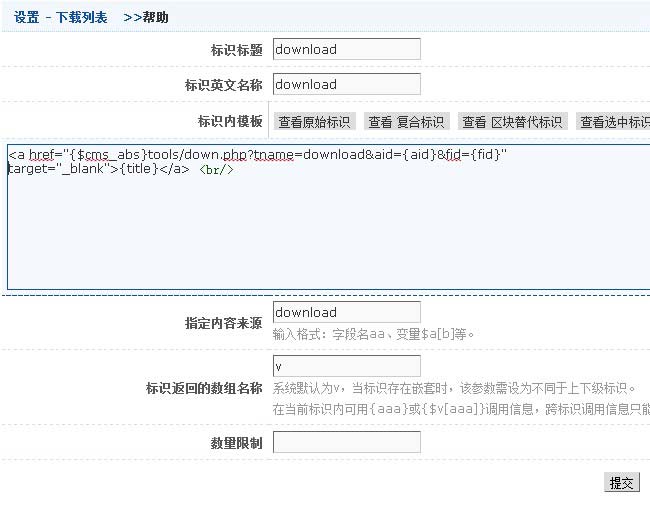 设置 - 下载列表 >>帮助
标识标题 download
标识英文名称 download
标识内模板 查看原始标识 查看 复合标识 查看 区块替代标识 查看选中标识
<a href="{$cms_abs}tools/down.php?tname=download&aid={aid}&fid={fid}"
target="_blank">{title}</a> <br/>
指定内容来源 download
输入格式：字段名aa、变量$a[b]等。
标识返回的数组名称 v
系统默认为v，当标识存在嵌套时，该参数需设为不同于上下级标识。
在当前标识内可用{aaa}或{$v[aaa]}调用信息，跨标识调用信息只能
数量限制
提交